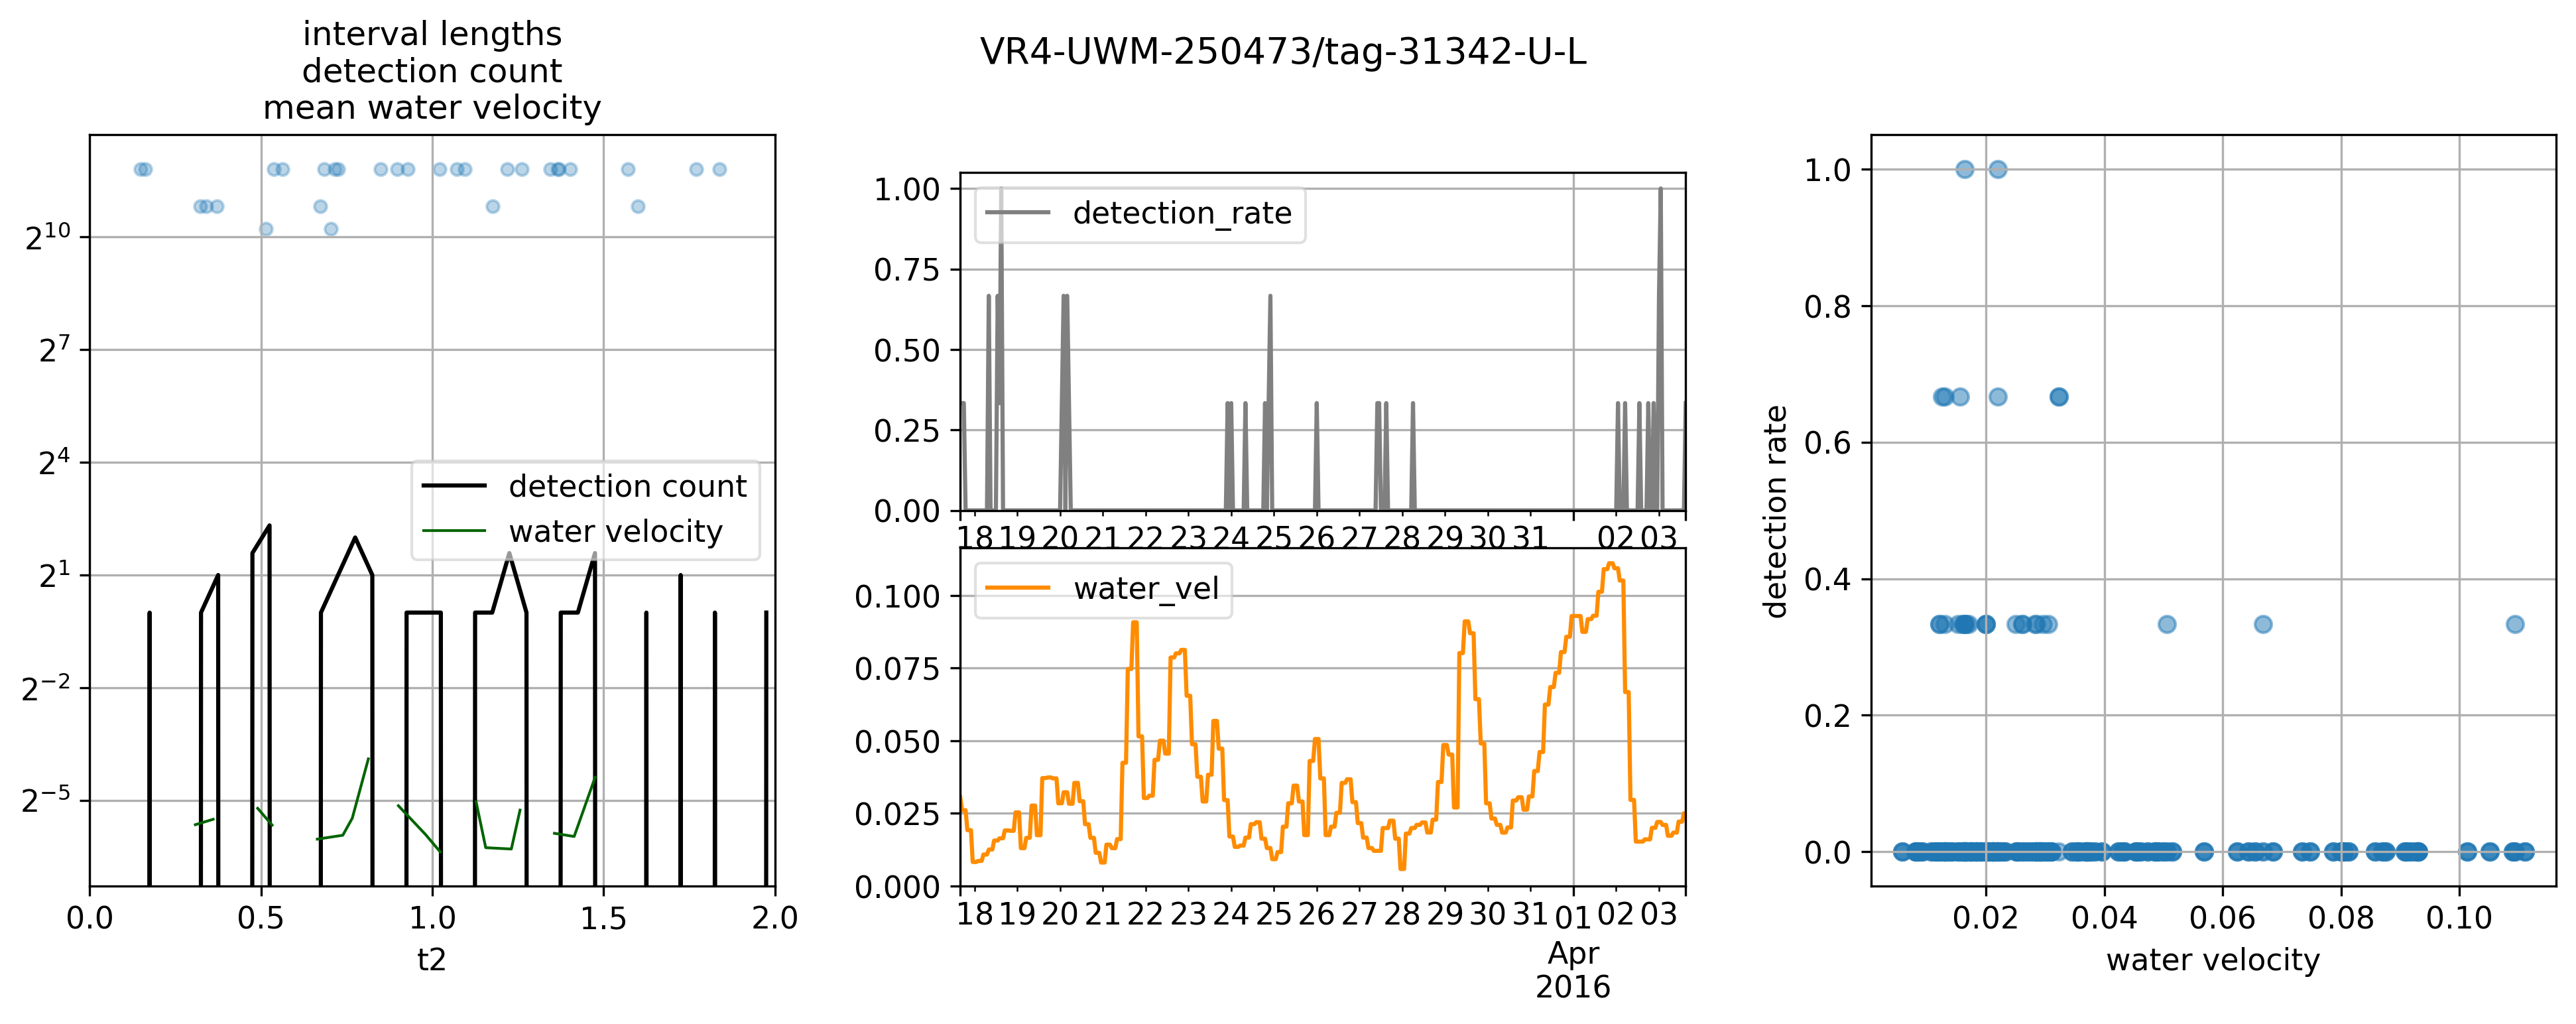 VR4-UWM-250473/tag-31342-U-L
interval lengths
detection count
mean water velocity
2^10
2^7
2^4
2^1
2^-2
2^-5
detection count
water velocity
0.0 0.5 1.0 1.5 2.0
t2
1.00
0.75
0.50
0.25
0.00
detection_rate
18 19 20 21 22 23 24 25 26 27 28 29 30 31 02 03
0.100
0.075
0.050
0.025
0.000
water_vel
18 19 20 21 22 23 24 25 26 27 28 29 30 31 01 02 03
Apr
2016
detection rate
1.0
0.8
0.6
0.4
0.2
0.0
0.02 0.04 0.06 0.08 0.10
water velocity